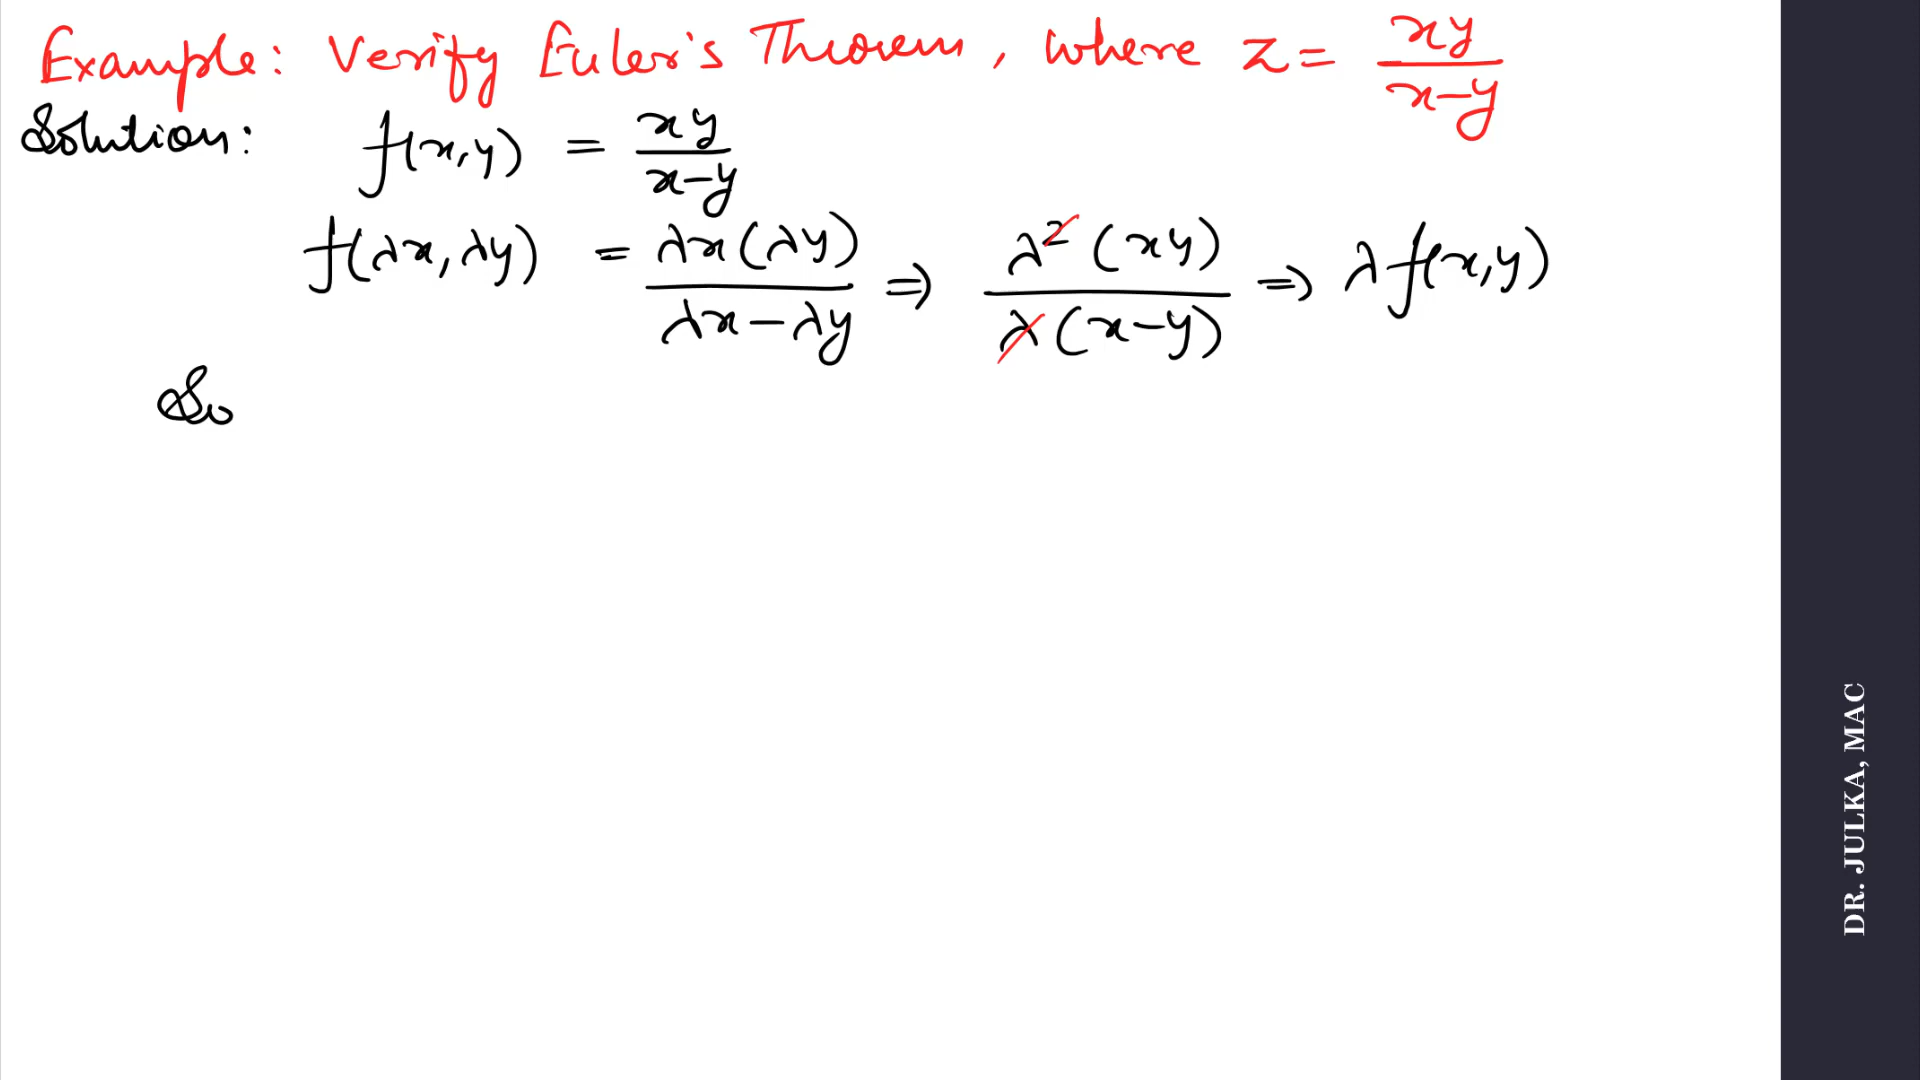 Example: Verify Euler's Theorem, where z = xy/(x-y)
Solution: f(x,y) = xy/(x-y)
f(λx, λy) = λx(λy)/(λx-λy) ⇒ λ²(xy)/(λ(x-y)) ⇒ λf(x,y)
So
DR. JULKA, MAC